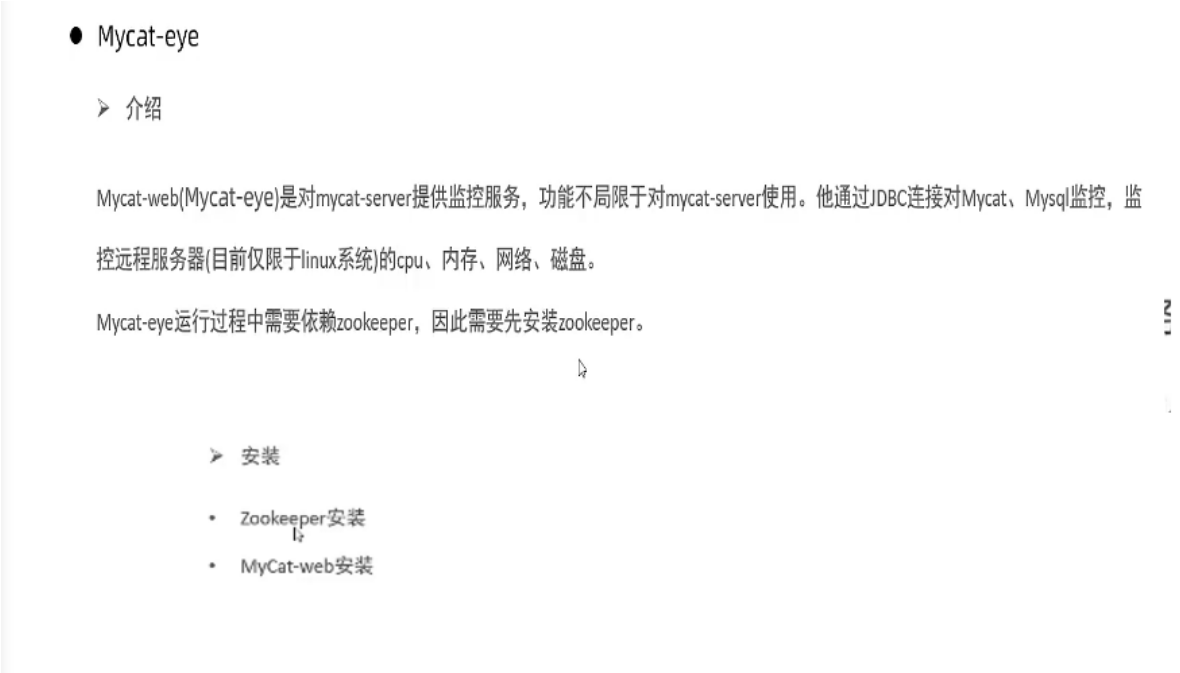 Mycat-eye
介绍
Mycat-web(Mycat-eye)是对mycat-server提供监控服务，功能不局限于对mycat-server使用。他通过JDBC连接对Mycat、Mysql监控，监
控远程服务器(目前仅限于linux系统)的cpu、内存、网络、磁盘。
Mycat-eye运行过程中需要依赖zookeeper，因此需要先安装zookeeper。
安装
Zookeeper安装
MyCat-web安装